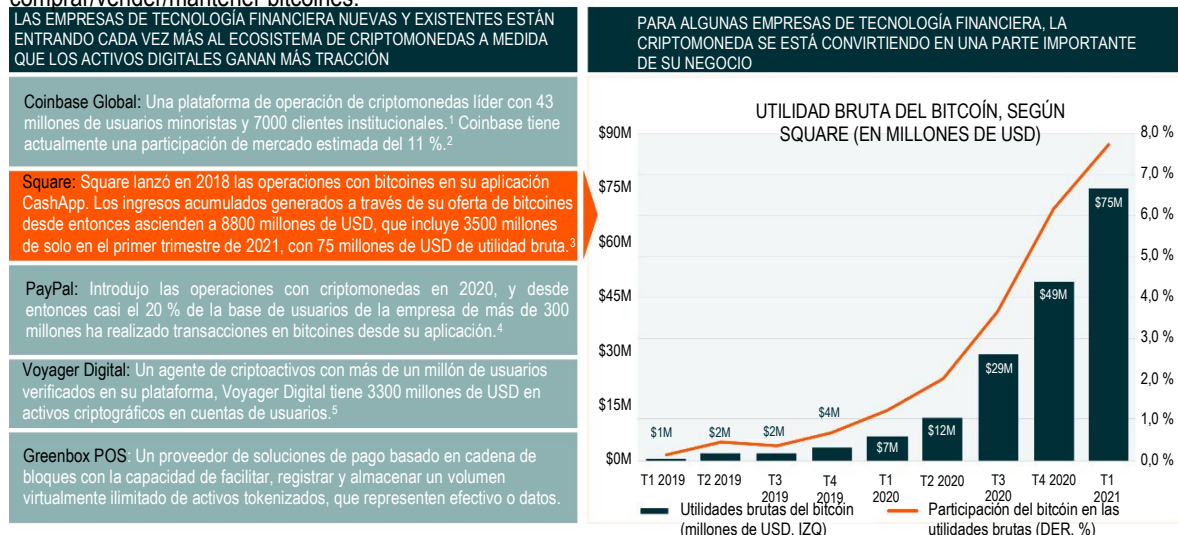 comprar/vender/mantener bitcoines.
LAS EMPRESAS DE TECNOLOGÍA FINANCIERA NUEVAS Y EXISTENTES ESTÁN
ENTRANDO CADA VEZ MÁS AL ECOSISTEMA DE CRIPTOMONEDAS A MEDIDA
QUE LOS ACTIVOS DIGITALES GANAN MÁS TRACCIÓN
Coinbase Global: Una plataforma de operación de criptomonedas líder con 43
millones de usuarios minoristas y 7000 clientes institucionales.¹ Coinbase tiene
actualmente una participación de mercado estimada del 11 %.²
Square: Square lanzó en 2018 las operaciones con bitcoines en su aplicación
CashApp. Los ingresos acumulados generados a través de su oferta de bitcoines
desde entonces ascienden a 8800 millones de USD, que incluye 3500 millones
de solo en el primer trimestre de 2021, con 75 millones de USD de utilidad bruta.³
PayPal: Introdujo las operaciones con criptomonedas en 2020, y desde
entonces casi el 20 % de la base de usuarios de la empresa de más de 300
millones ha realizado transacciones en bitcoines desde su aplicación.⁴
Voyager Digital: Un agente de criptoactivos con más de un millón de usuarios
verificados en su plataforma, Voyager Digital tiene 3300 millones de USD en
activos criptográficos en cuentas de usuarios.⁵
Greenbox POS: Un proveedor de soluciones de pago basado en cadena de
bloques con la capacidad de facilitar, registrar y almacenar un volumen
virtualmente ilimitado de activos tokenizados, que representen efectivo o datos.
PARA ALGUNAS EMPRESAS DE TECNOLOGÍA FINANCIERA, LA
CRIPTOMONEDA SE ESTÁ CONVIRTIENDO EN UNA PARTE IMPORTANTE
DE SU NEGOCIO
UTILIDAD BRUTA DEL BITCOÍN, SEGÚN
SQUARE (EN MILLONES DE USD)
$90M
$75M
$60M
$45M
$30M
$15M
$0M
8,0 %
7,0 %
6,0 %
5,0 %
4,0 %
3,0 %
2,0 %
1,0 %
0,0 %
$1M
$2M
$2M
$4M
$7M
$12M
$29M
$49M
$75M
T1 2019
T2 2019
T3
2019
T4
2019
T1
2020
T2 2020
T3
2020
T4 2020
T1
2021
Utilidades brutas del bitcóin
(millones de USD, IZQ)
Participación del bitcóin en las
utilidades brutas (DER, %)